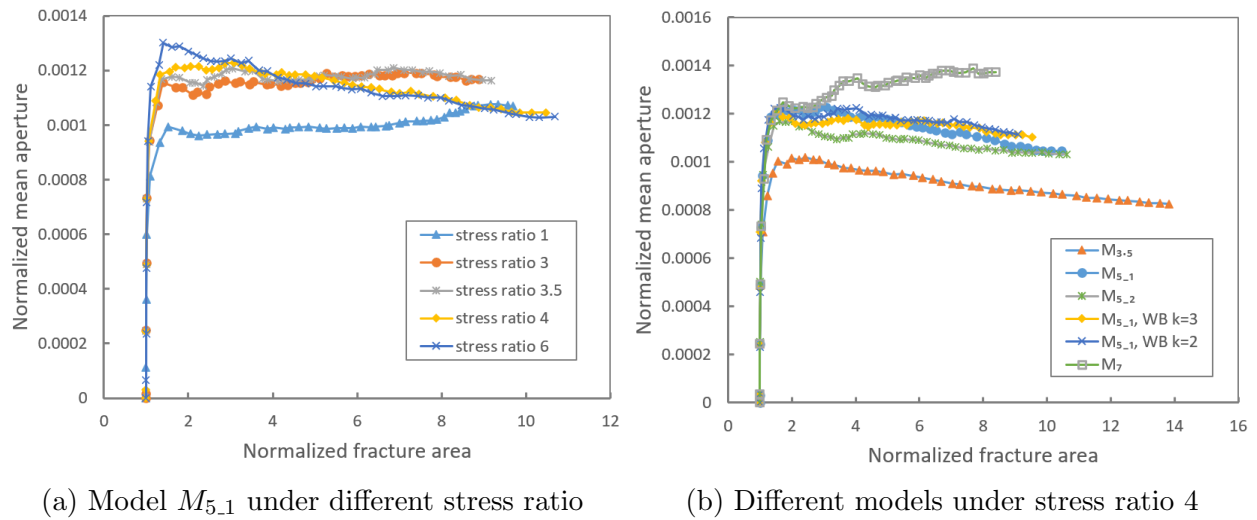 0.0014
0.0012
0.001
0.0008
0.0006
0.0004
0.0002
0
0 2 4 6 8 10 12
Normalized mean aperture
Normalized fracture area
stress ratio 1
stress ratio 3
stress ratio 3.5
stress ratio 4
stress ratio 6
(a) Model M5_1 under different stress ratio
0.0016
0.0014
0.0012
0.001
0.0008
0.0006
0.0004
0.0002
0
0 2 4 6 8 10 12 14 16
Normalized mean aperture
Normalized fracture area
M₃.₅
M₅_₁
M₅_₂
M₅_₁, WB k=3
M₅_₁, WB k=2
M₇
(b) Different models under stress ratio 4